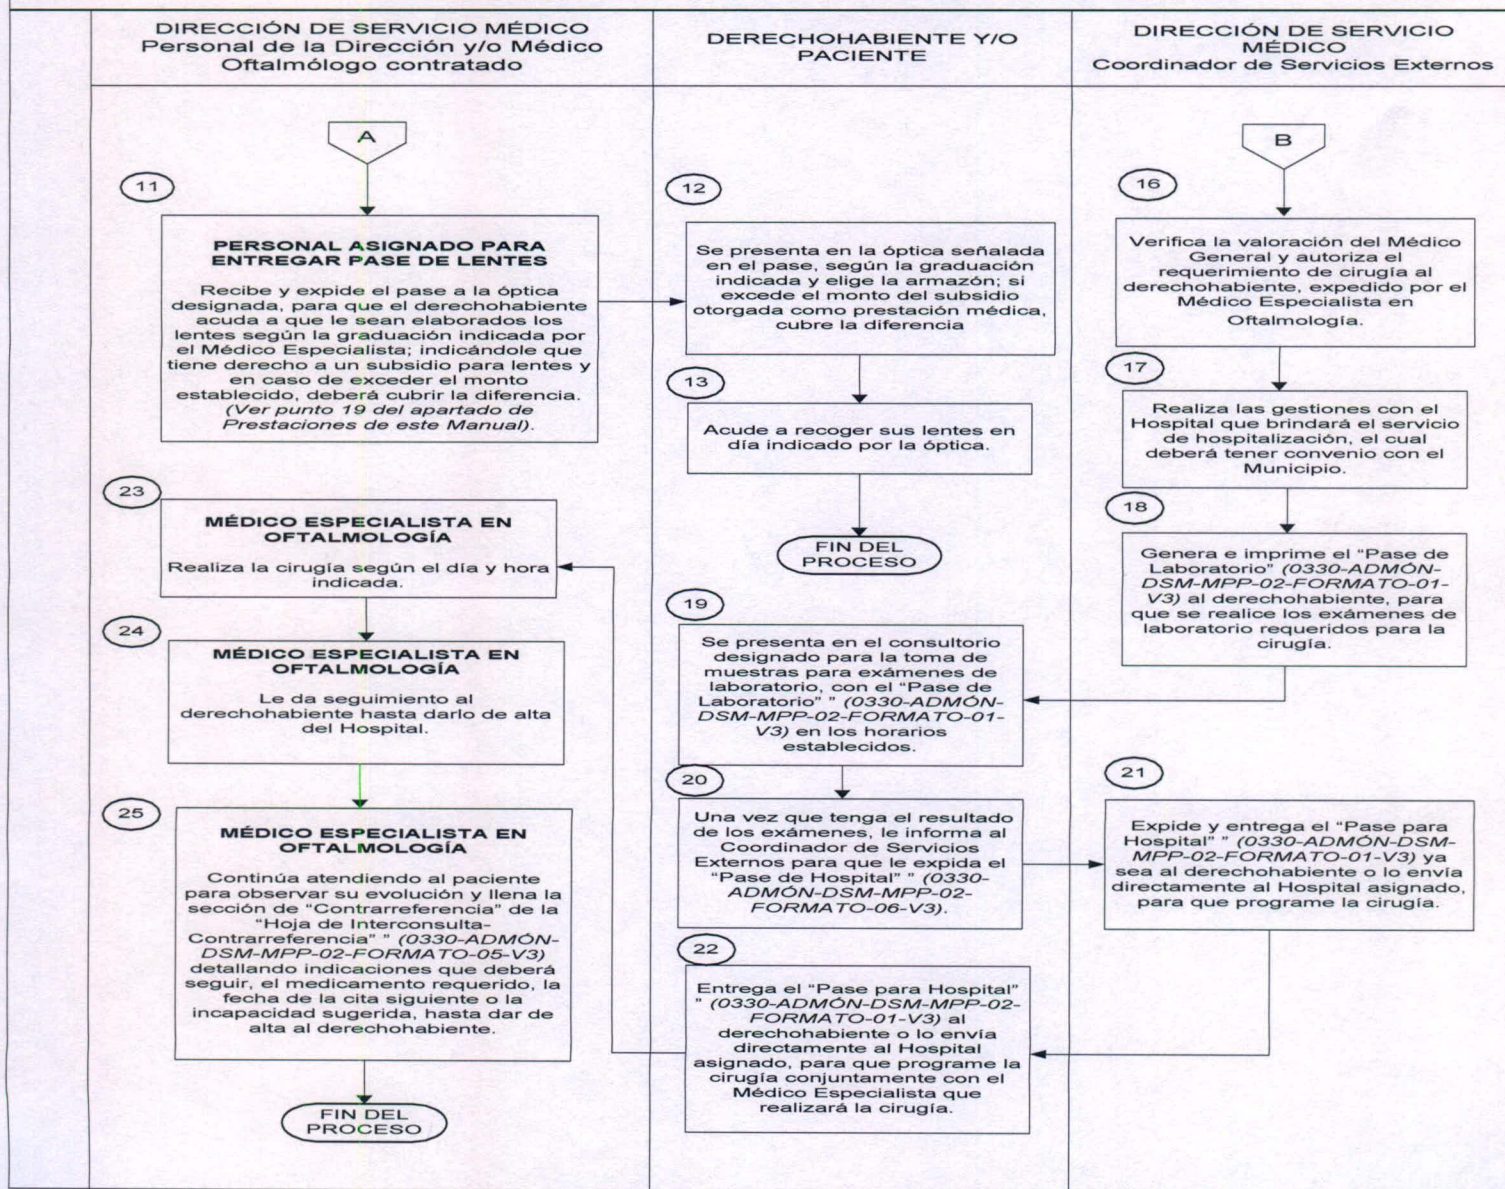 DIRECCIÓN DE SERVICIO MÉDICO
Personal de la Dirección y/o Médico
Oftalmólogo contratado
DERECHOHABIENTE Y/O
PACIENTE
DIRECCIÓN DE SERVICIO
MÉDICO
Coordinador de Servicios Externos
A
11
PERSONAL ASIGNADO PARA
ENTREGAR PASE DE LENTES
Recibe y expide el pase a la óptica
designada, para que el derechohabiente
acuda a que le sean elaborados los
lentes según la graduación indicada por
el Médico Especialista; indicándole que
tiene derecho a un subsidio para lentes y
en caso de exceder el monto
establecido, deberá cubrir la diferencia.
(Ver punto 19 del apartado de
Prestaciones de este Manual).
12
Se presenta en la óptica señalada
en el pase, según la graduación
indicada y elige la armazón; si
excede el monto del subsidio
otorgada como prestación médica,
cubre la diferencia
13
Acude a recoger sus lentes en
día indicado por la óptica.
FIN DEL
PROCESO
B
16
Verifica la valoración del Médico
General y autoriza el
requerimiento de cirugía al
derechohabiente, expedido por el
Médico Especialista en
Oftalmología.
17
Realiza las gestiones con el
Hospital que brindará el servicio
de hospitalización, el cual
deberá tener convenio con el
Municipio.
18
Genera e imprime el “Pase de
Laboratorio” (0330-ADMÓN-
DSM-MPP-02-FORMATO-01-
V3) al derechohabiente, para
que se realice los exámenes de
laboratorio requeridos para la
cirugía.
19
Se presenta en el consultorio
designado para la toma de
muestras para exámenes de
laboratorio, con el “Pase de
Laboratorio” ” (0330-ADMÓN-
DSM-MPP-02-FORMATO-01-
V3) en los horarios
establecidos.
20
Una vez que tenga el resultado
de los exámenes, le informa al
Coordinador de Servicios
Externos para que le expida el
“Pase de Hospital” ” (0330-
ADMÓN-DSM-MPP-02-
FORMATO-06-V3).
21
Expide y entrega el “Pase para
Hospital” ” (0330-ADMÓN-DSM-
MPP-02-FORMATO-01-V3) ya
sea al derechohabiente o lo envía
directamente al Hospital asignado,
para que programe la cirugía.
22
Entrega el “Pase para Hospital”
” (0330-ADMÓN-DSM-MPP-02-
FORMATO-01-V3) al
derechohabiente o lo envía
directamente al Hospital
asignado, para que programe la
cirugía conjuntamente con el
Médico Especialista que
realizará la cirugía.
23
MÉDICO ESPECIALISTA EN
OFTALMOLOGÍA
Realiza la cirugía según el día y hora
indicada.
24
MÉDICO ESPECIALISTA EN
OFTALMOLOGÍA
Le da seguimiento al
derechohabiente hasta darlo de alta
del Hospital.
25
MÉDICO ESPECIALISTA EN
OFTALMOLOGÍA
Continúa atendiendo al paciente
para observar su evolución y llena la
sección de “Contrarreferencia” de la
“Hoja de Interconsulta-
Contrarreferencia” ” (0330-ADMÓN-
DSM-MPP-02-FORMATO-05-V3)
detallando indicaciones que deberá
seguir, el medicamento requerido, la
fecha de la cita siguiente o la
incapacidad sugerida, hasta dar de
alta al derechohabiente.
FIN DEL
PROCESO